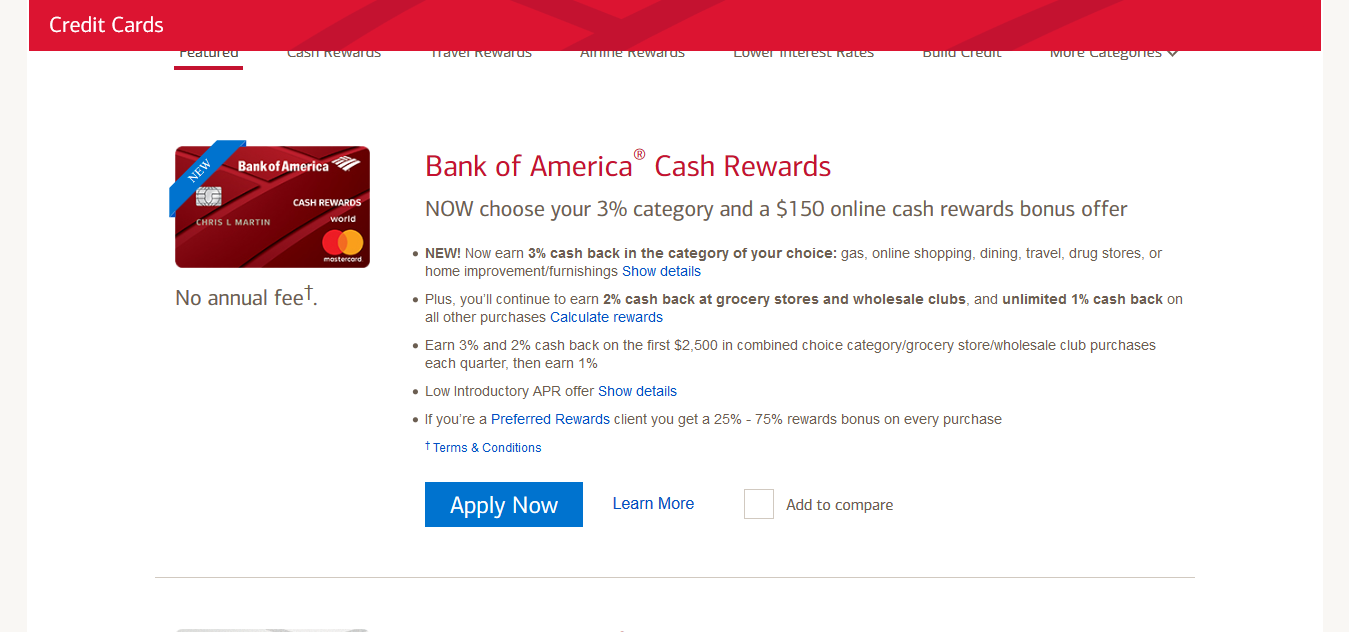 Credit Cards
Featured Cash Rewards Travel Rewards Airline Rewards Lower Interest Rates Build Credit More Categories
NEW
Bank of America
CASH REWARDS
world
CHRIS L MARTIN
mastercard
No annual fee†.
Bank of America® Cash Rewards
NOW choose your 3% category and a $150 online cash rewards bonus offer
• NEW! Now earn 3% cash back in the category of your choice: gas, online shopping, dining, travel, drug stores, or
home improvement/furnishings Show details
• Plus, you’ll continue to earn 2% cash back at grocery stores and wholesale clubs, and unlimited 1% cash back on
all other purchases Calculate rewards
• Earn 3% and 2% cash back on the first $2,500 in combined choice category/grocery store/wholesale club purchases
each quarter, then earn 1%
• Low Introductory APR offer Show details
• If you’re a Preferred Rewards client you get a 25% - 75% rewards bonus on every purchase
† Terms & Conditions
Apply Now Learn More Add to compare